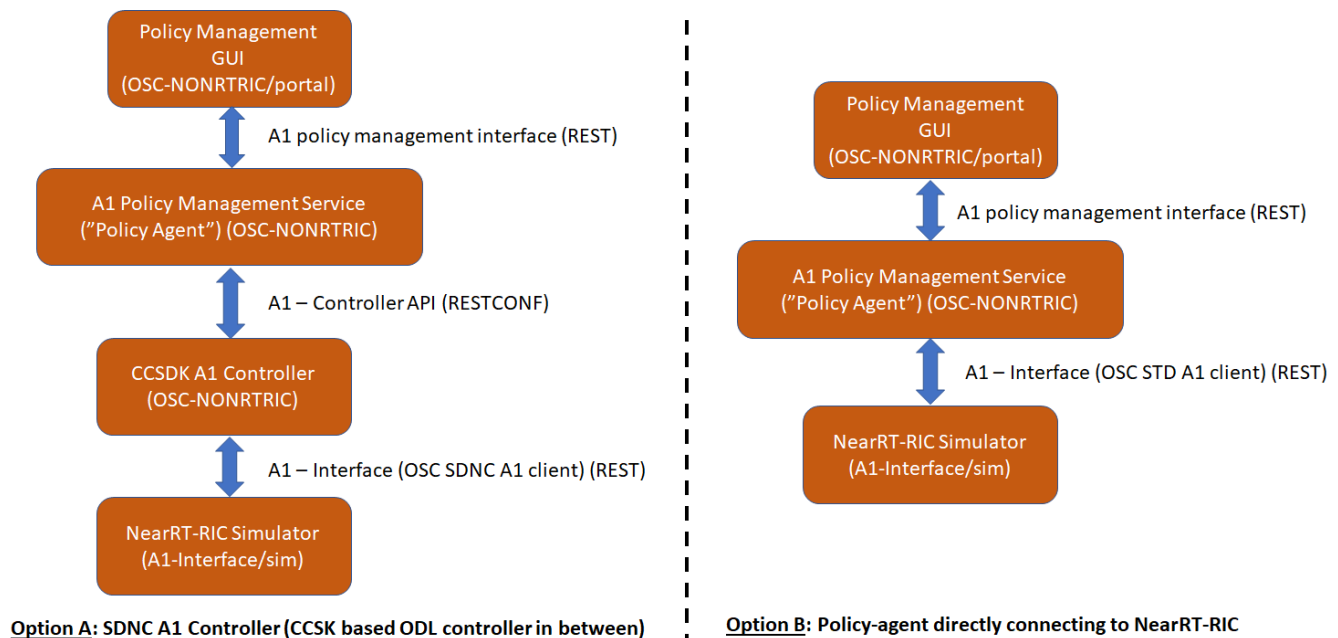 Policy Management
GUI
(OSC-NONRTRIC/portal)
A1 policy management interface (REST)
A1 Policy Management Service
(”Policy Agent”) (OSC-NONRTRIC)
A1 – Controller API (RESTCONF)
CCSDK A1 Controller
(OSC-NONRTRIC)
A1 – Interface (OSC SDNC A1 client) (REST)
NearRT-RIC Simulator
(A1-Interface/sim)
Option A: SDNC A1 Controller (CCSK based ODL controller in between)
Policy Management
GUI
(OSC-NONRTRIC/portal)
A1 policy management interface (REST)
A1 Policy Management Service
(”Policy Agent”) (OSC-NONRTRIC)
A1 – Interface (OSC STD A1 client) (REST)
NearRT-RIC Simulator
(A1-Interface/sim)
Option B: Policy-agent directly connecting to NearRT-RIC